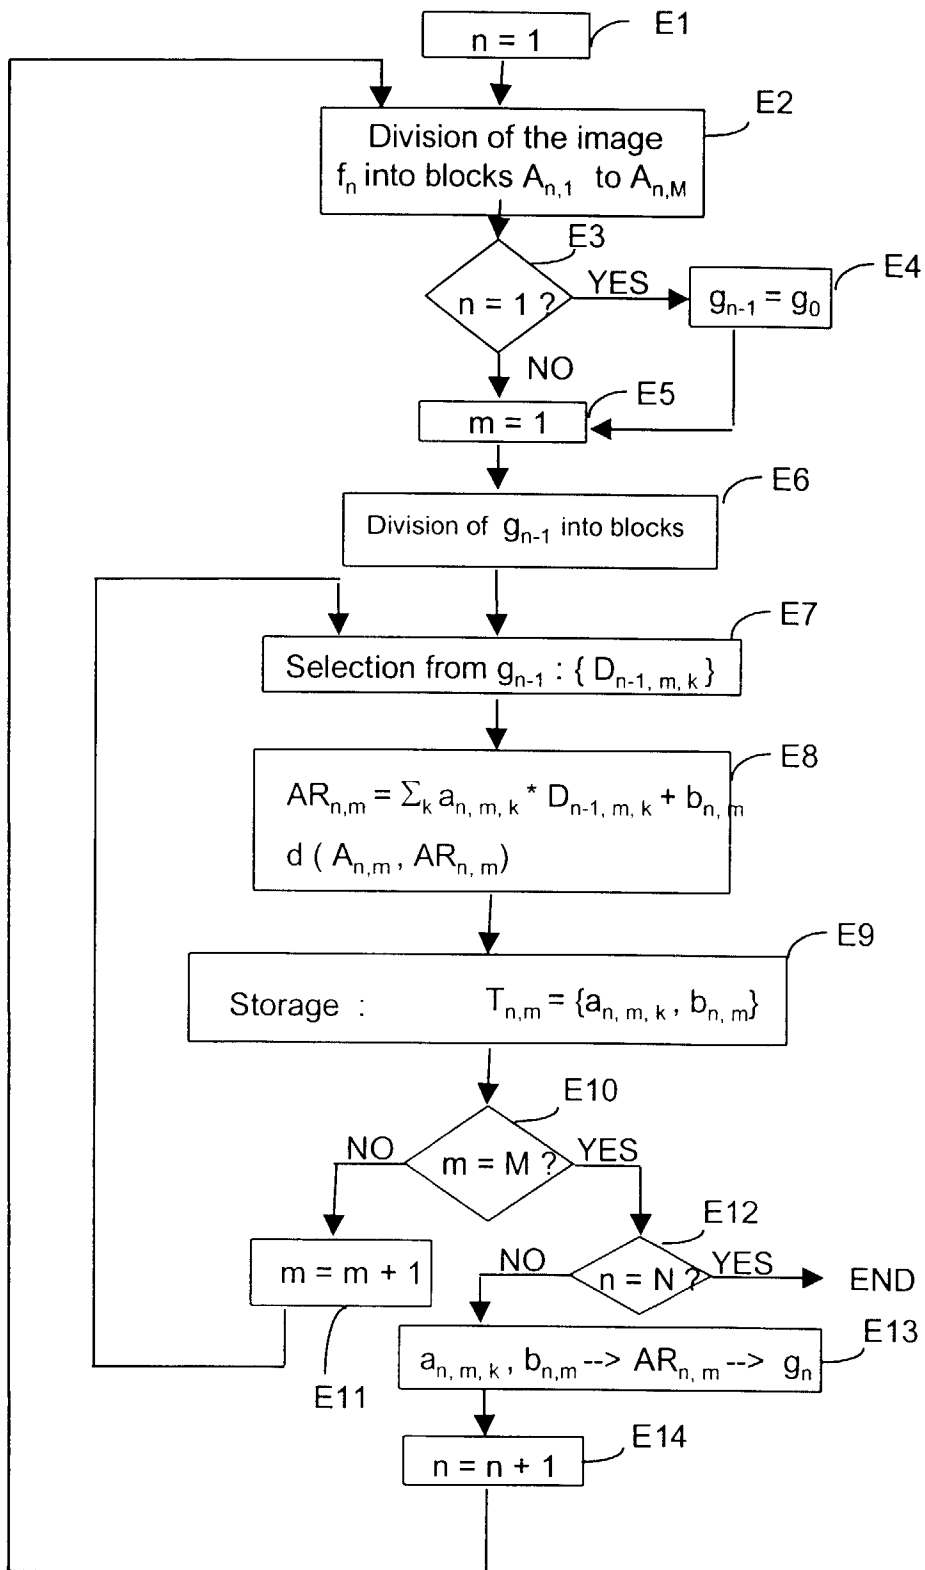 n = 1
E1
E2
Division of the image
fₙ into blocks Aₙ,₁ to Aₙ,M
E3
n = 1 ?
YES
E4
gₙ₋₁ = g₀
NO
E5
m = 1
E6
Division of gₙ₋₁ into blocks
E7
Selection from gₙ₋₁ : { Dₙ₋₁, ₘ, ₖ }
E8
ARₙ,ₘ = Σₖ aₙ, ₘ, ₖ * Dₙ₋₁, ₘ, ₖ + bₙ, ₘ
d ( Aₙ,ₘ , ARₙ, ₘ)
E9
Storage : Tₙ,ₘ = {aₙ, ₘ, ₖ , bₙ, ₘ}
E10
NO
m = M ?
YES
E12
m = m + 1
NO
n = N ?
YES
END
E11
E13
aₙ, ₘ, ₖ , bₙ,ₘ --> ARₙ, ₘ --> gₙ
E14
n = n + 1